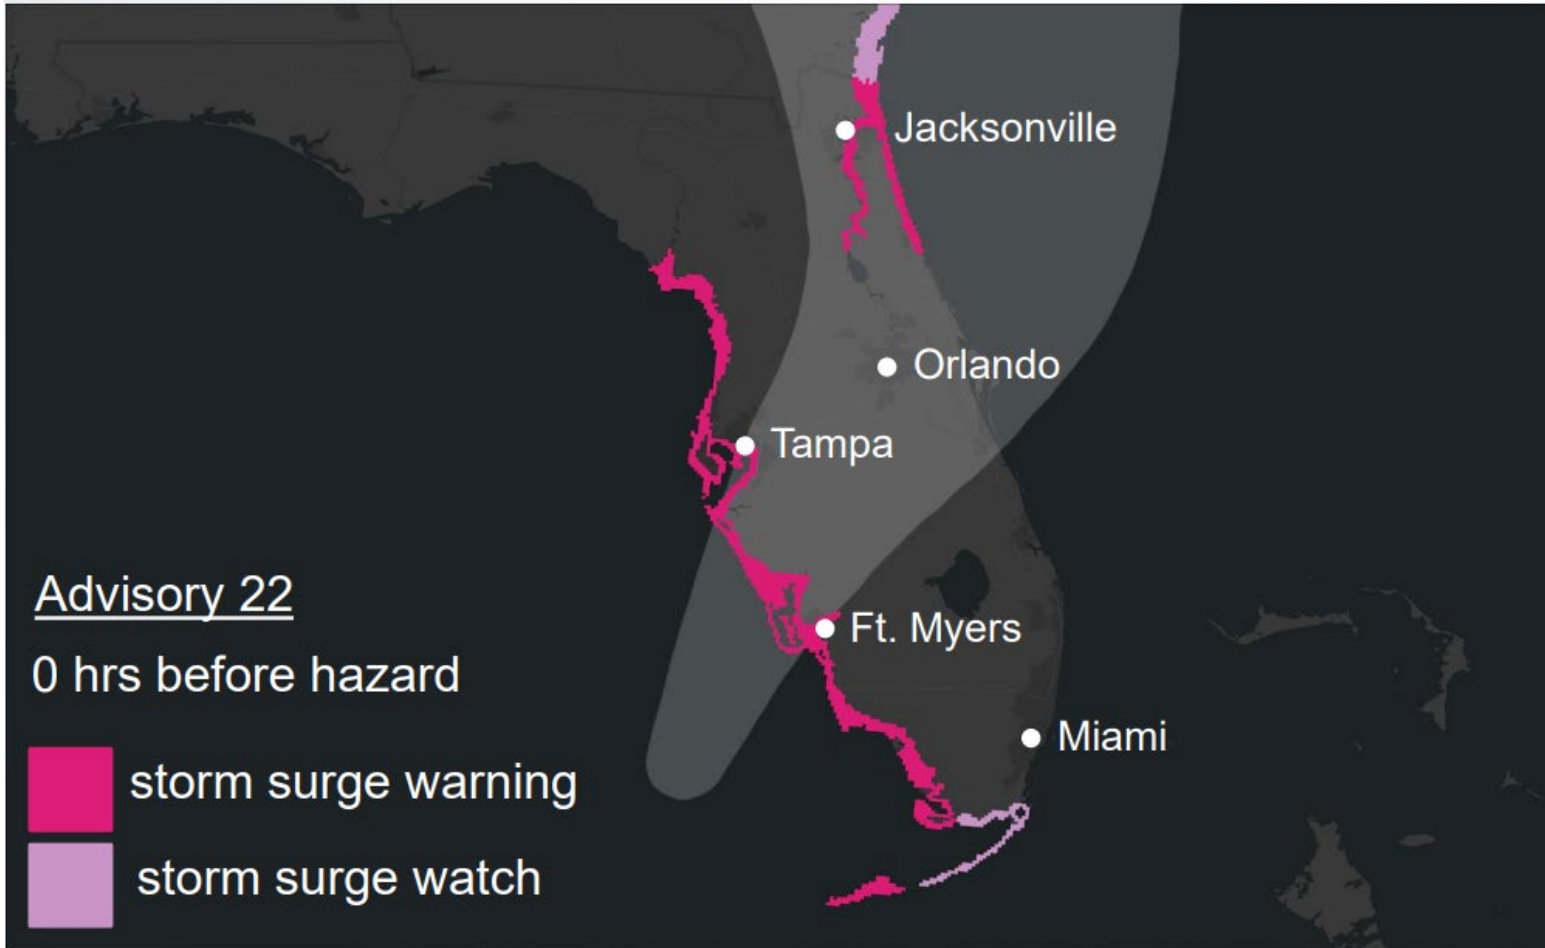 Jacksonville
Orlando
Tampa
Advisory 22
Ft. Myers
0 hrs before hazard
Miami
storm surge warning
storm surge watch